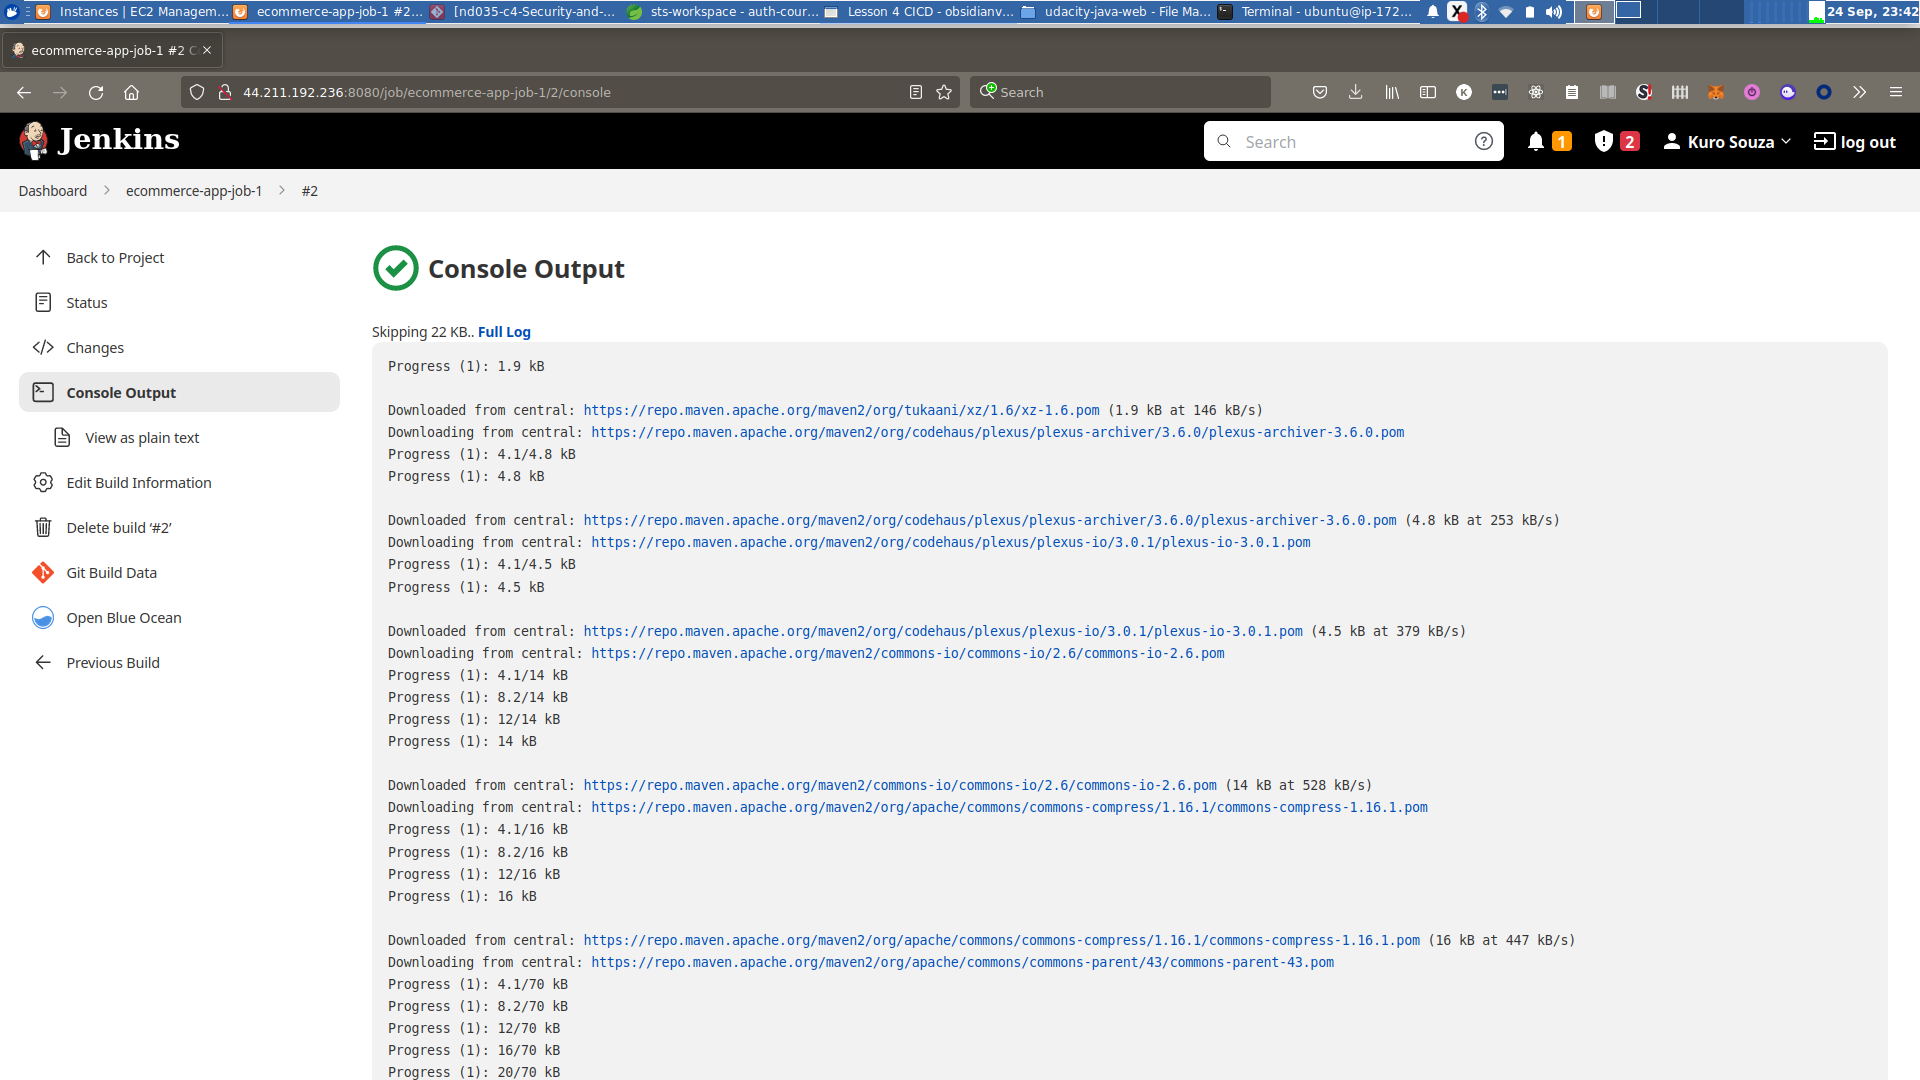 Instances | EC2 Managem... ecommerce-app-job-1 #2... [nd035-c4-Security-and-... sts-workspace - auth-cour... Lesson 4 CICD - obsidianv... udacity-java-web - File Ma... Terminal - ubuntu@ip-172... 24 Sep, 23:42
ecommerce-app-job-1 #2 C
44.211.192.236:8080/job/ecommerce-app-job-1/2/console Search
Jenkins Search 1 2 Kuro Souza log out
Dashboard ecommerce-app-job-1 #2
Back to Project
Status
Changes
Console Output
View as plain text
Edit Build Information
Delete build ‘#2’
Git Build Data
Open Blue Ocean
Previous Build
Console Output
Skipping 22 KB.. Full Log
Progress (1): 1.9 kB
Downloaded from central: https://repo.maven.apache.org/maven2/org/tukaani/xz/1.6/xz-1.6.pom (1.9 kB at 146 kB/s)
Downloading from central: https://repo.maven.apache.org/maven2/org/codehaus/plexus/plexus-archiver/3.6.0/plexus-archiver-3.6.0.pom
Progress (1): 4.1/4.8 kB
Progress (1): 4.8 kB
Downloaded from central: https://repo.maven.apache.org/maven2/org/codehaus/plexus/plexus-archiver/3.6.0/plexus-archiver-3.6.0.pom (4.8 kB at 253 kB/s)
Downloading from central: https://repo.maven.apache.org/maven2/org/codehaus/plexus/plexus-io/3.0.1/plexus-io-3.0.1.pom
Progress (1): 4.1/4.5 kB
Progress (1): 4.5 kB
Downloaded from central: https://repo.maven.apache.org/maven2/org/codehaus/plexus/plexus-io/3.0.1/plexus-io-3.0.1.pom (4.5 kB at 379 kB/s)
Downloading from central: https://repo.maven.apache.org/maven2/commons-io/commons-io/2.6/commons-io-2.6.pom
Progress (1): 4.1/14 kB
Progress (1): 8.2/14 kB
Progress (1): 12/14 kB
Progress (1): 14 kB
Downloaded from central: https://repo.maven.apache.org/maven2/commons-io/commons-io/2.6/commons-io-2.6.pom (14 kB at 528 kB/s)
Downloading from central: https://repo.maven.apache.org/maven2/org/apache/commons/commons-compress/1.16.1/commons-compress-1.16.1.pom
Progress (1): 4.1/16 kB
Progress (1): 8.2/16 kB
Progress (1): 12/16 kB
Progress (1): 16 kB
Downloaded from central: https://repo.maven.apache.org/maven2/org/apache/commons/commons-compress/1.16.1/commons-compress-1.16.1.pom (16 kB at 447 kB/s)
Downloading from central: https://repo.maven.apache.org/maven2/org/apache/commons/commons-parent/43/commons-parent-43.pom
Progress (1): 4.1/70 kB
Progress (1): 8.2/70 kB
Progress (1): 12/70 kB
Progress (1): 16/70 kB
Progress (1): 20/70 kB